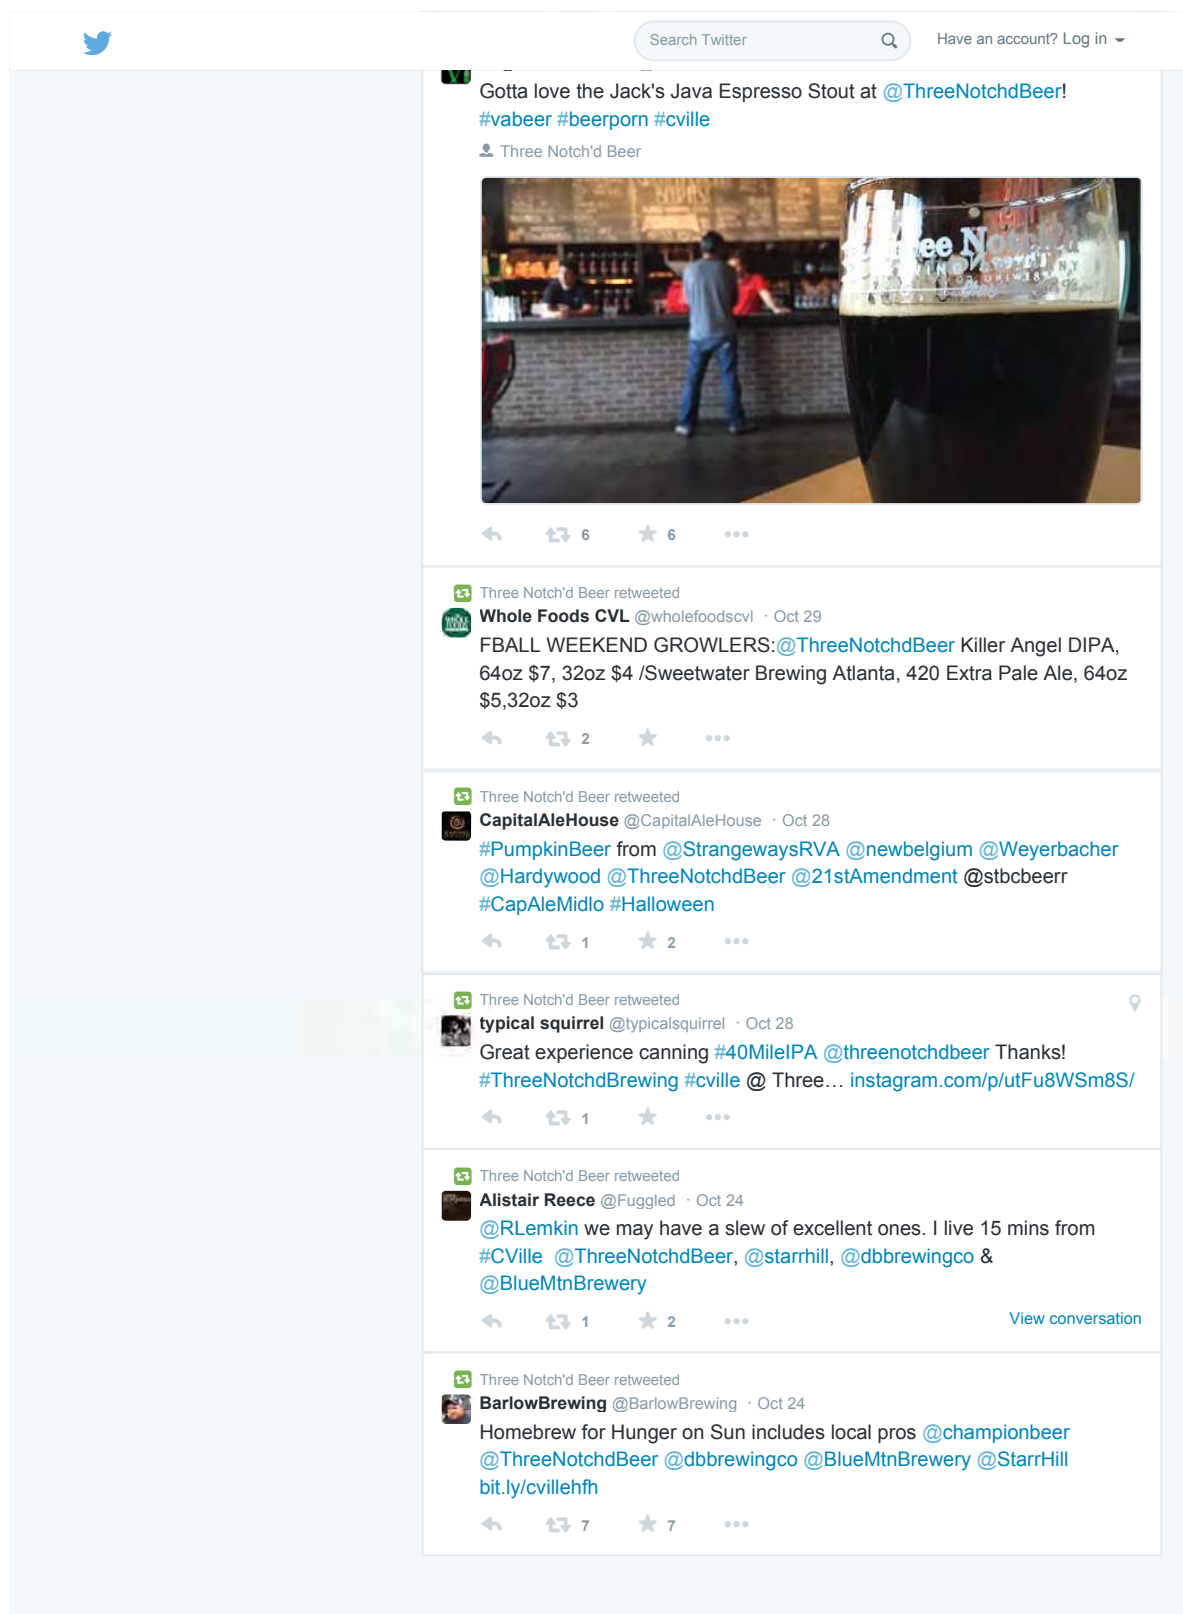 Search Twitter
Have an account? Log in
Gotta love the Jack's Java Espresso Stout at @ThreeNotchdBeer!
#vabeer #beerporn #cville
Three Notch'd Beer
6 6
Three Notch'd Beer retweeted
Whole Foods CVL @wholefoodscvl · Oct 29
FBALL WEEKEND GROWLERS:@ThreeNotchdBeer Killer Angel DIPA,
64oz $7, 32oz $4 /Sweetwater Brewing Atlanta, 420 Extra Pale Ale, 64oz
$5,32oz $3
2
Three Notch'd Beer retweeted
CapitalAleHouse @CapitalAleHouse · Oct 28
#PumpkinBeer from @StrangewaysRVA @newbelgium @Weyerbacher
@Hardywood @ThreeNotchdBeer @21stAmendment @stbcbeerr
#CapAleMidlo #Halloween
1 2
Three Notch'd Beer retweeted
typical squirrel @typicalsquirrel · Oct 28
Great experience canning #40MileIPA @threenotchdbeer Thanks!
#ThreeNotchdBrewing #cville @ Three… instagram.com/p/utFu8WSm8S/
1
Three Notch'd Beer retweeted
Alistair Reece @Fuggled · Oct 24
@RLemkin we may have a slew of excellent ones. I live 15 mins from
#CVille @ThreeNotchdBeer, @starrhill, @dbbrewingco &
@BlueMtnBrewery
1 2 View conversation
Three Notch'd Beer retweeted
BarlowBrewing @BarlowBrewing · Oct 24
Homebrew for Hunger on Sun includes local pros @championbeer
@ThreeNotchdBeer @dbbrewingco @BlueMtnBrewery @StarrHill
bit.ly/cvillehfh
7 7